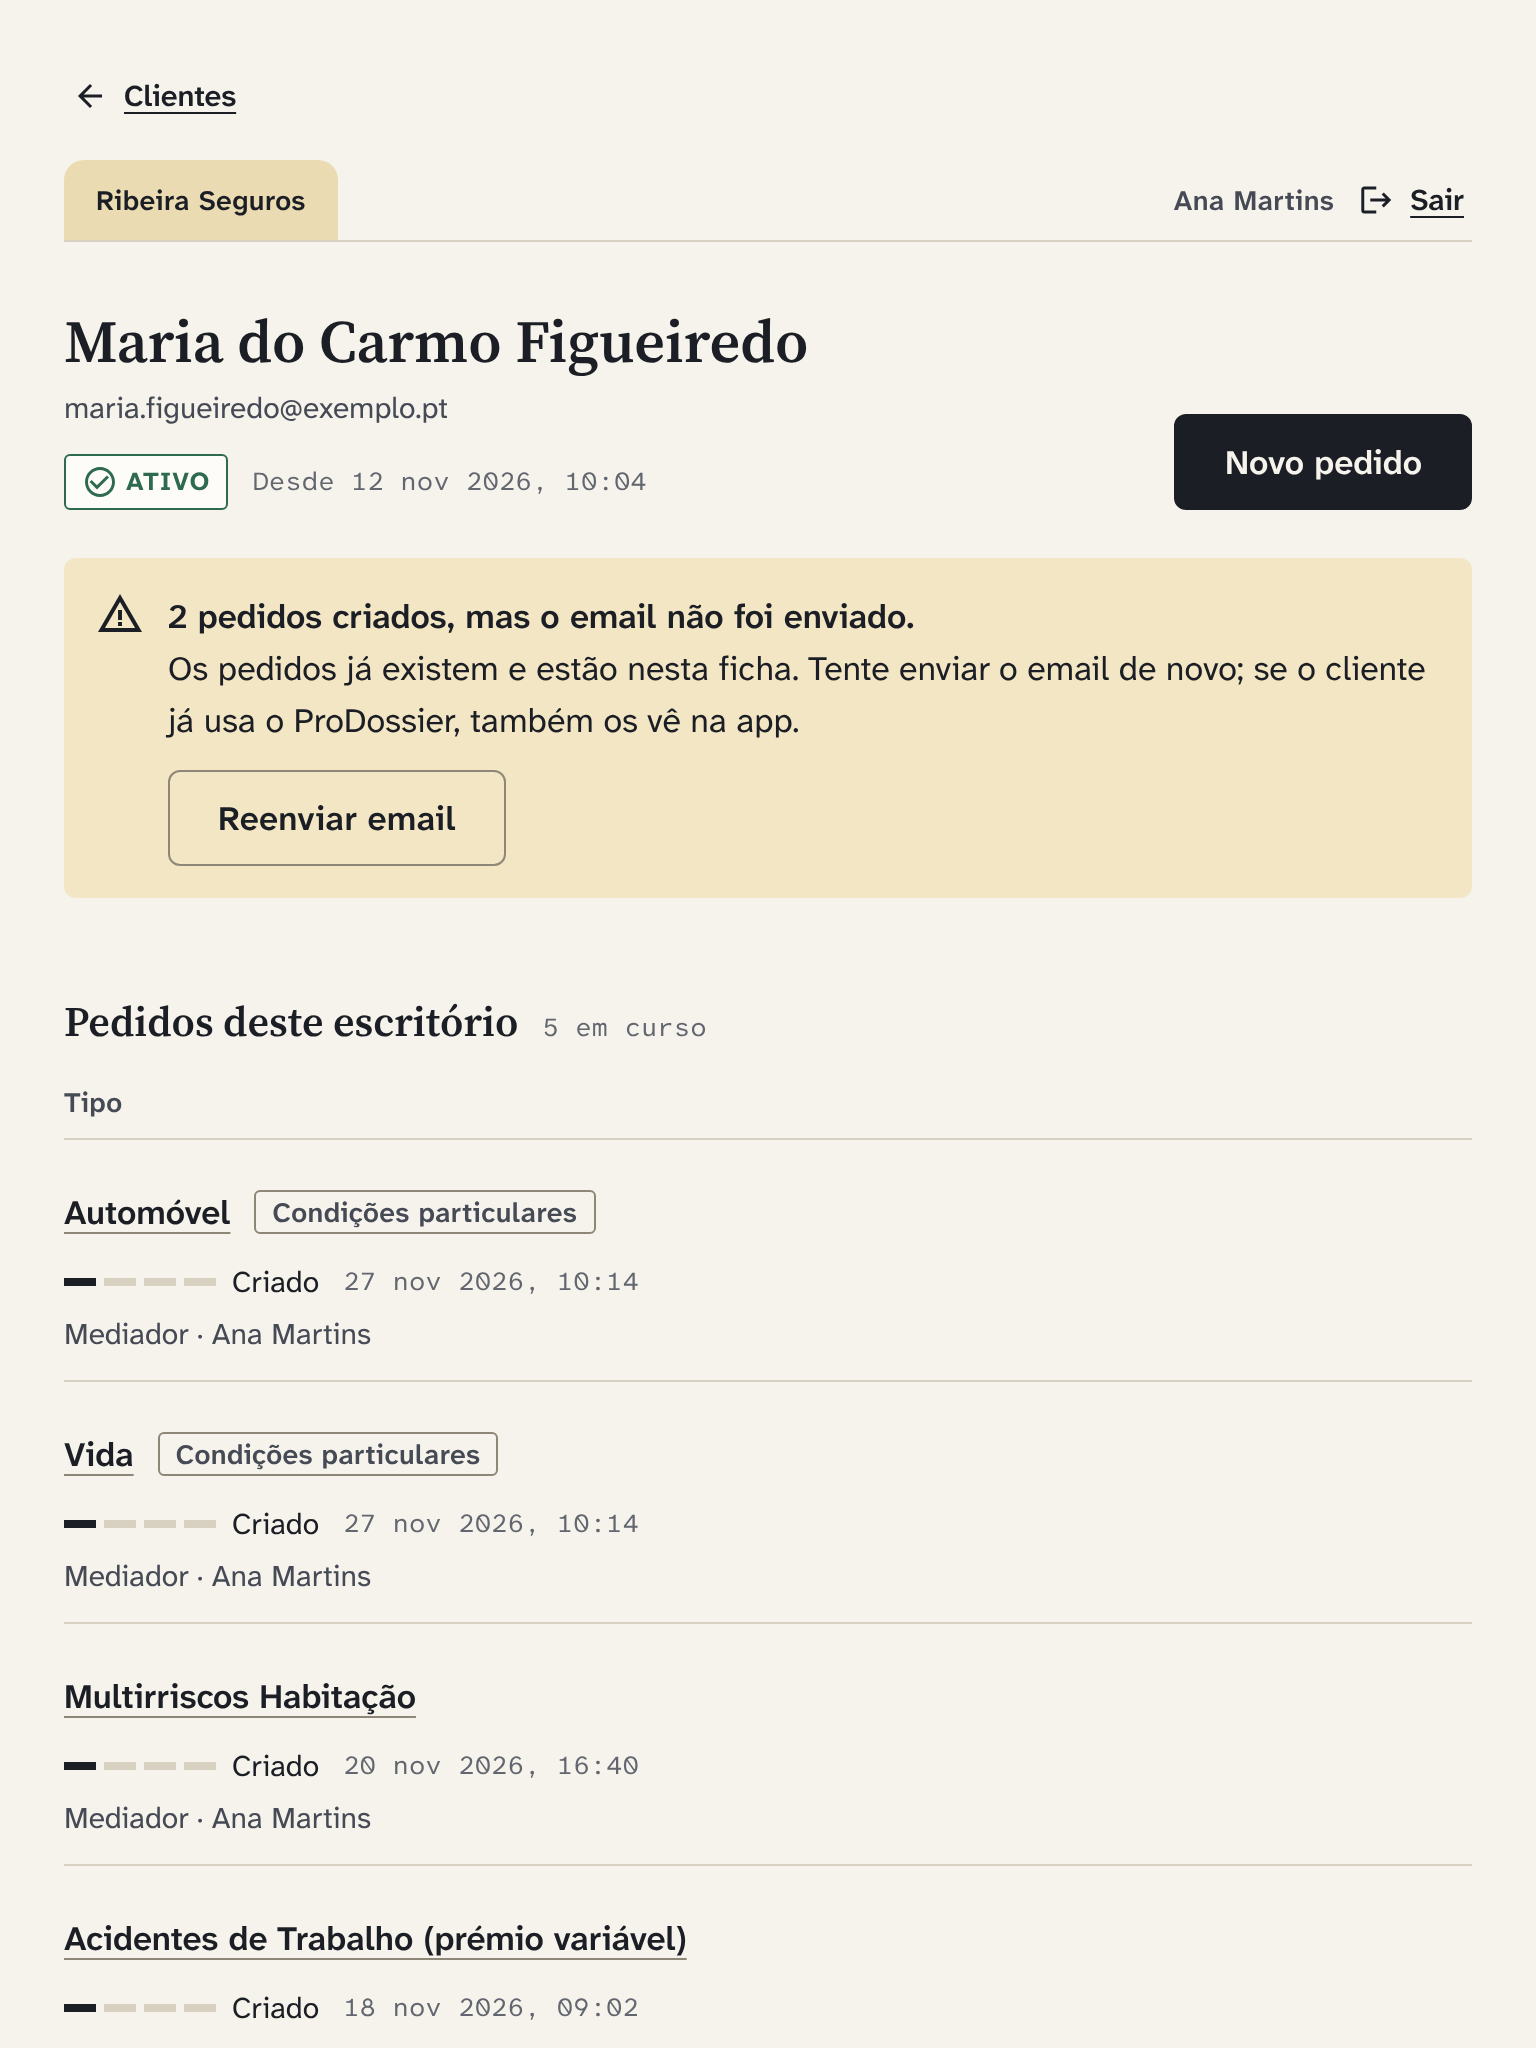 Clientes
Ribeira Seguros
Ana Martins Sair
Maria do Carmo Figueiredo
maria.figueiredo@exemplo.pt
ATIVO Desde 12 nov 2026, 10:04
Novo pedido
2 pedidos criados, mas o email não foi enviado.
Os pedidos já existem e estão nesta ficha. Tente enviar o email de novo; se o cliente
já usa o ProDossier, também os vê na app.
Reenviar email
Pedidos deste escritório 5 em curso
Tipo
Automóvel Condições particulares
Criado 27 nov 2026, 10:14
Mediador · Ana Martins
Vida Condições particulares
Criado 27 nov 2026, 10:14
Mediador · Ana Martins
Multirriscos Habitação
Criado 20 nov 2026, 16:40
Mediador · Ana Martins
Acidentes de Trabalho (prémio variável)
Criado 18 nov 2026, 09:02